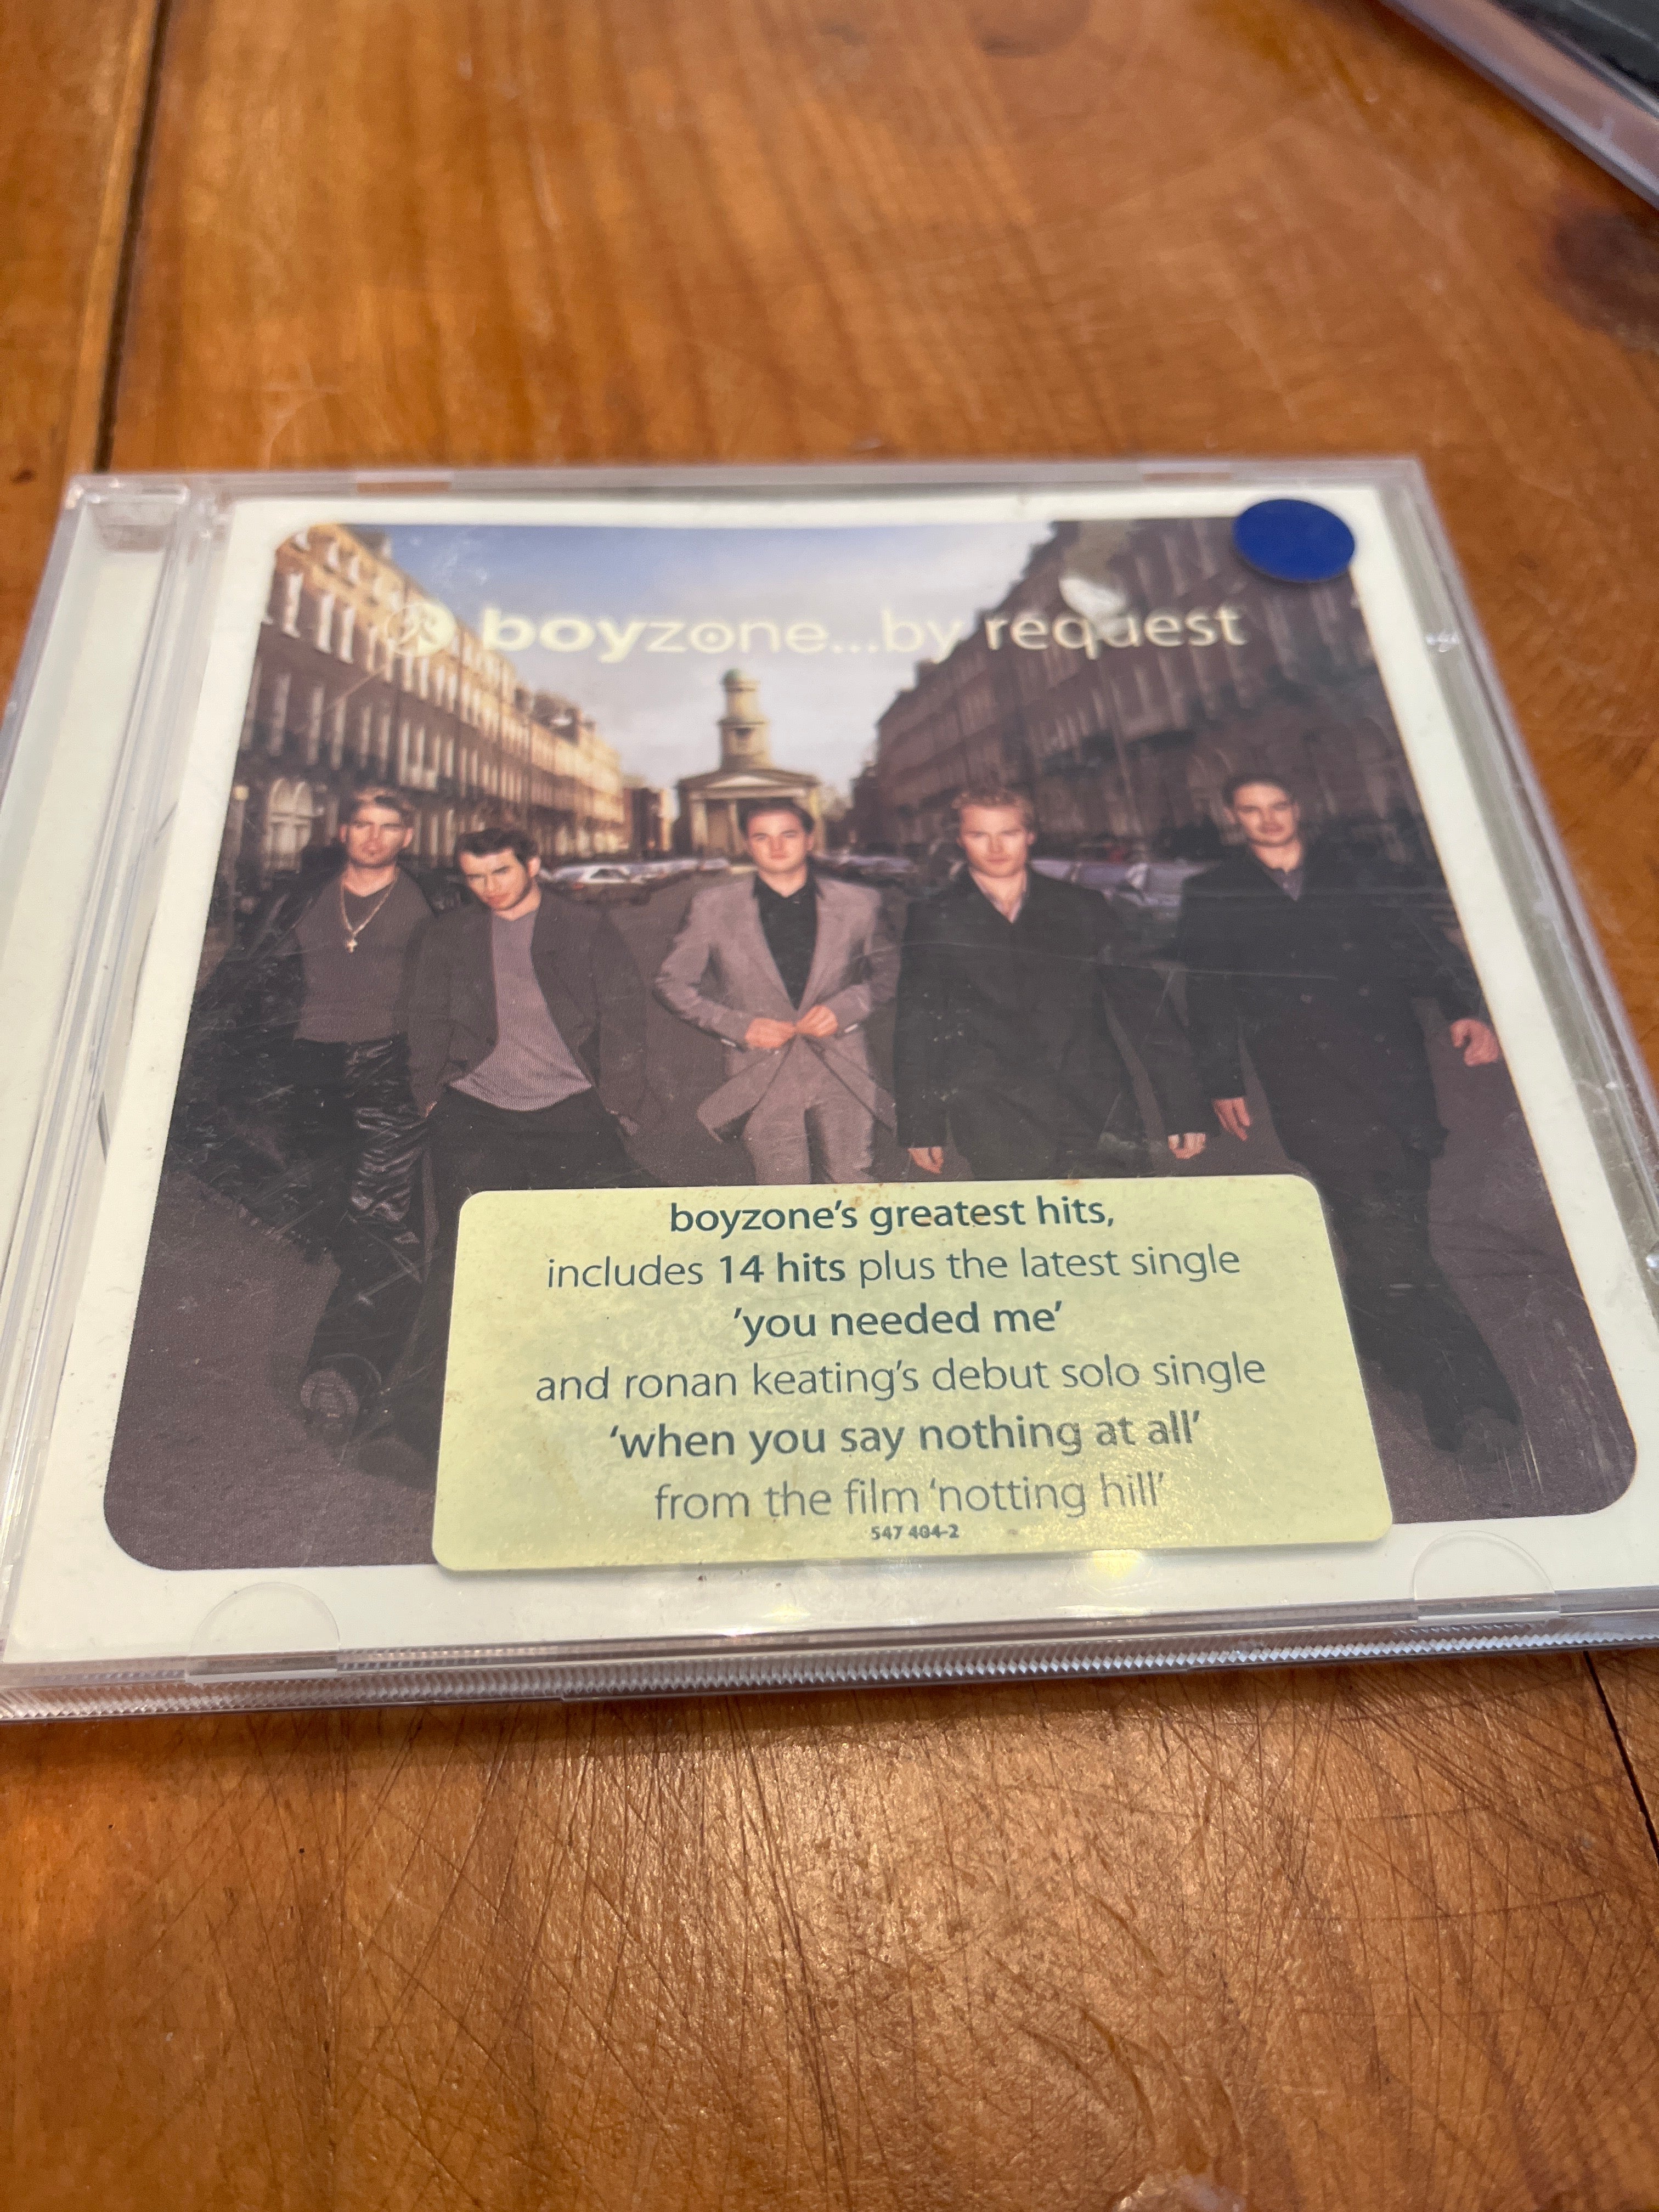 boyzone...by request
boyzone's greatest hits,
includes 14 hits plus the latest single
'you needed me'
and ronan keating's debut solo single
'when you say nothing at all'
from the film 'notting hill'
547 404-2